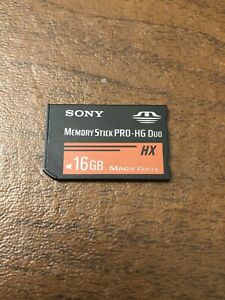 SONY
MEMORY STICK PRO-HG DUO
HX
16GB
MAGICGATE